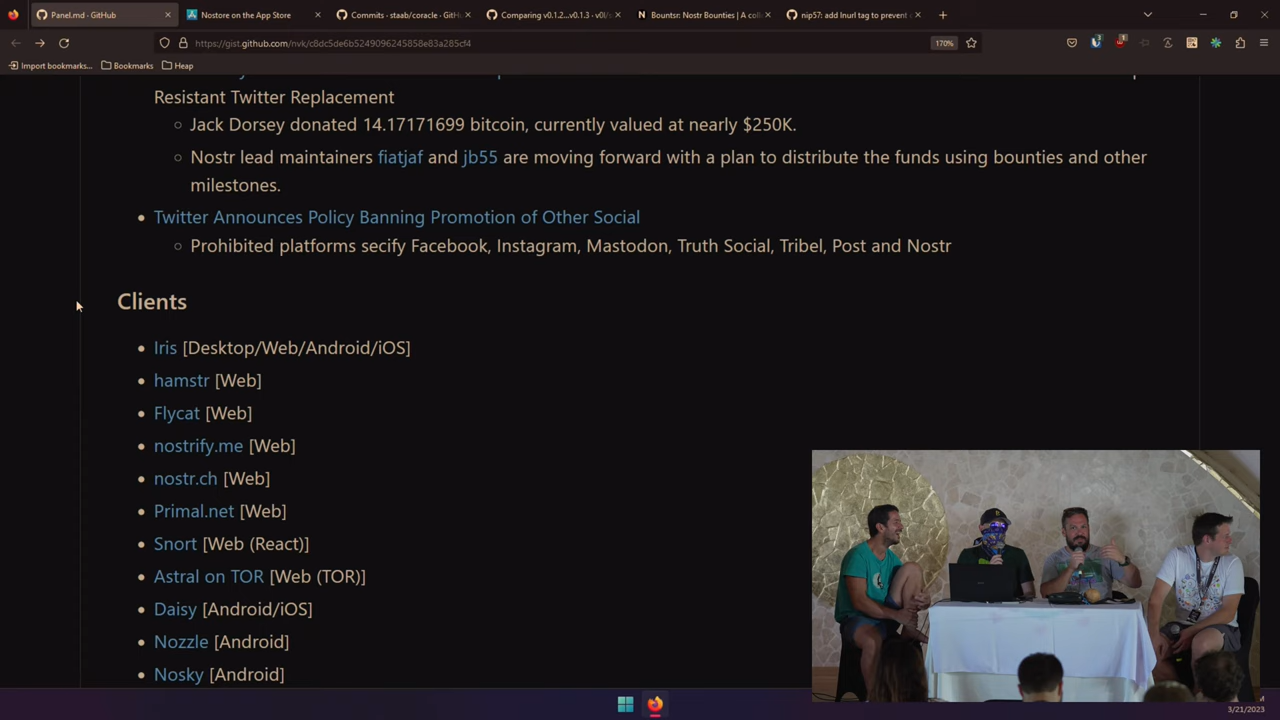 Panel.md · GitHub
Nostore on the App Store
Commits · staab/coracle · GitHu
Comparing v0.1.2...v0.1.3 · v0l/s
Bountsr: Nostr Bounties | A coll
nip57: add lnurl tag to prevent
https://gist.github.com/nvk/c8dc5de6b5249096245858e83a285cf4
170%
Import bookmarks...
Bookmarks
Heap
Resistant Twitter Replacement
Jack Dorsey donated 14.17171699 bitcoin, currently valued at nearly $250K.
Nostr lead maintainers fiatjaf and jb55 are moving forward with a plan to distribute the funds using bounties and other
milestones.
Twitter Announces Policy Banning Promotion of Other Social
Prohibited platforms secify Facebook, Instagram, Mastodon, Truth Social, Tribel, Post and Nostr
Clients
Iris [Desktop/Web/Android/iOS]
hamstr [Web]
Flycat [Web]
nostrify.me [Web]
nostr.ch [Web]
Primal.net [Web]
Snort [Web (React)]
Astral on TOR [Web (TOR)]
Daisy [Android/iOS]
Nozzle [Android]
Nosky [Android]
3/21/2023